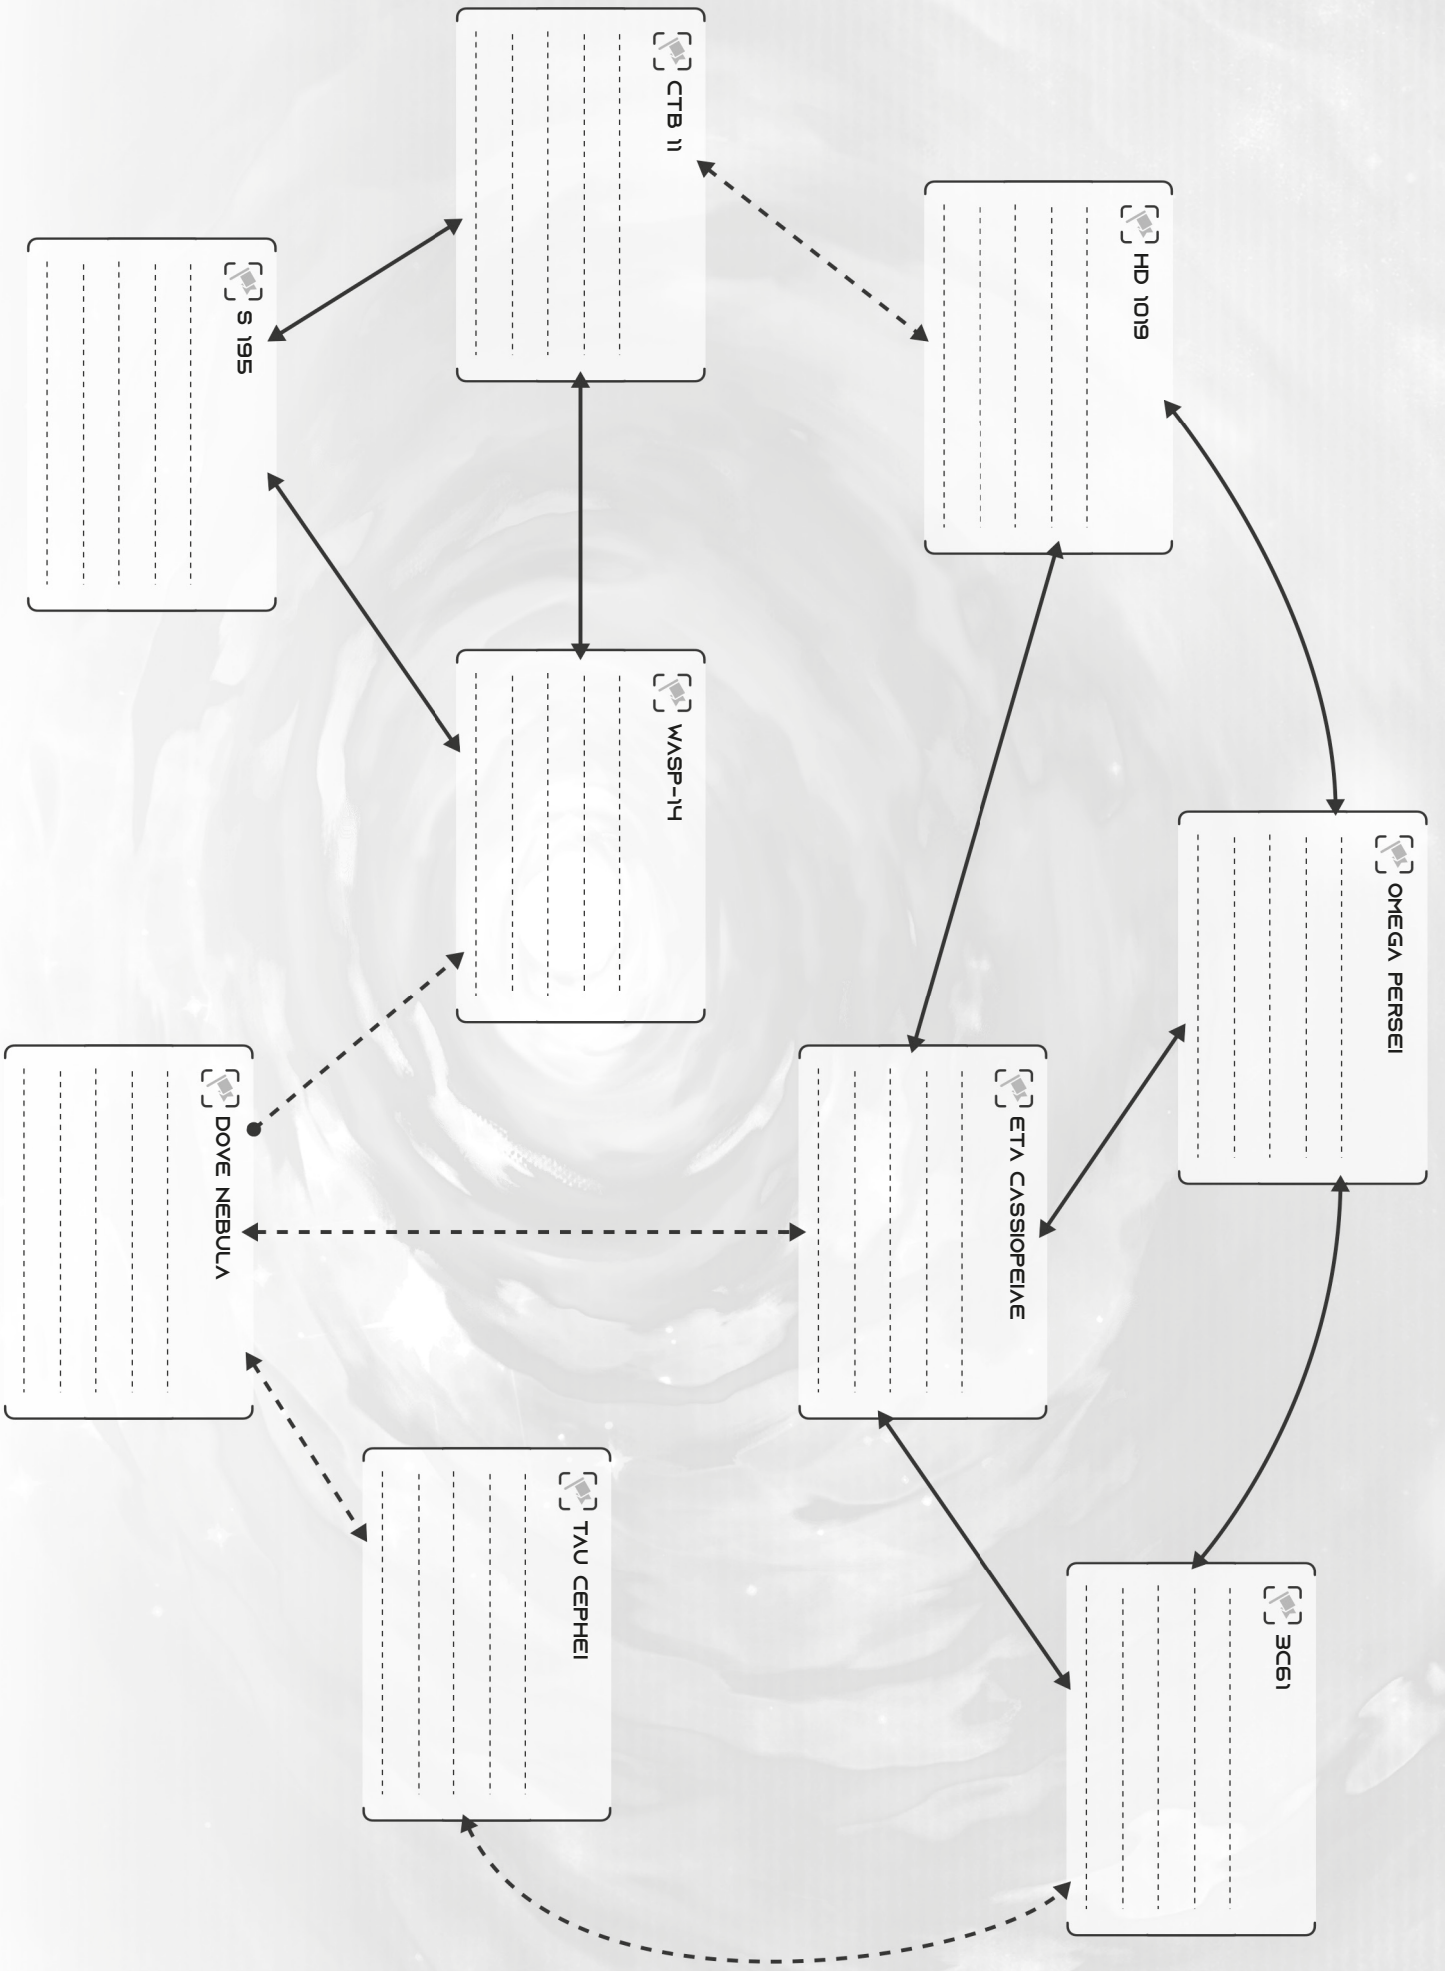 CTB 11
HD 1019
S 195
WASP-14
OMEGA PERSEI
DOVE NEBULA
ETA CASSIOPEIAE
TAU CEPHEI
3C61